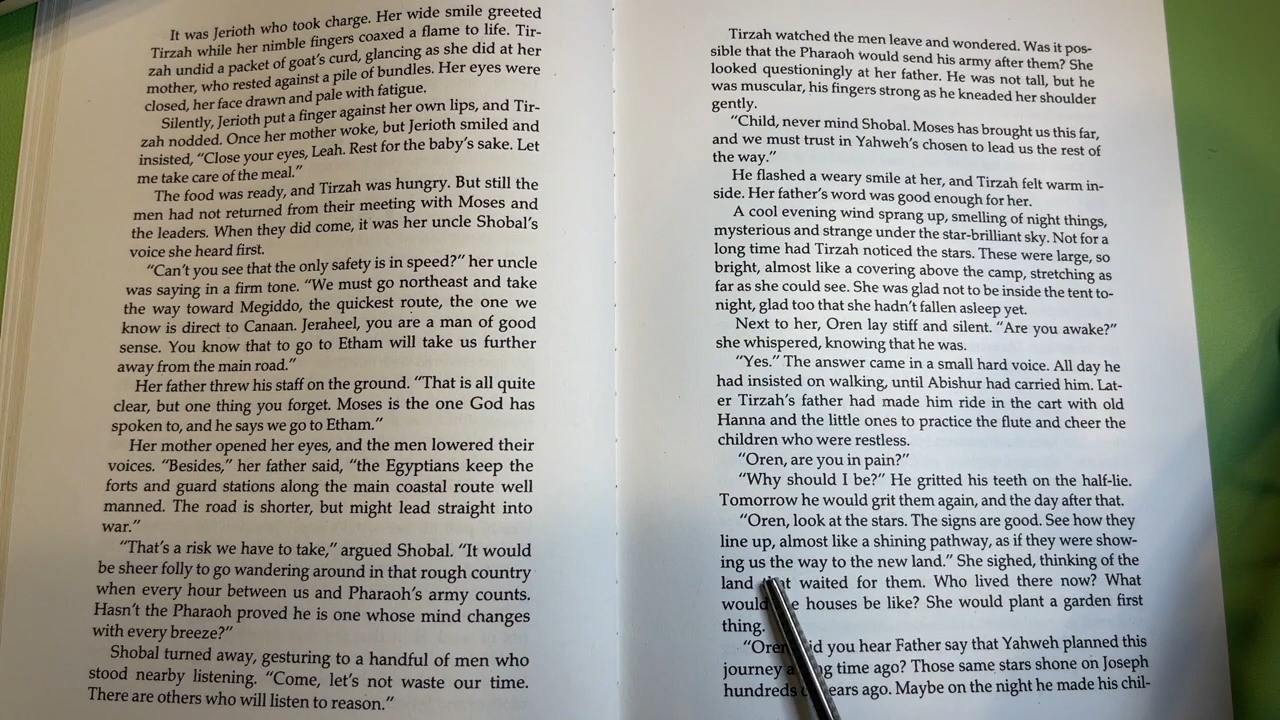 It was Jerioth who took charge. Her wide smile greeted
Tirzah while her nimble fingers coaxed a flame to life. Tir-
zah undid a packet of goat's curd, glancing as she did at her
mother, who rested against a pile of bundles. Her eyes were
closed, her face drawn and pale with fatigue.
Silently, Jerioth put a finger against her own lips, and Tir-
zah nodded. Once her mother woke, but Jerioth smiled and
insisted, "Close your eyes, Leah. Rest for the baby's sake. Let
me take care of the meal."
The food was ready, and Tirzah was hungry. But still the
men had not returned from their meeting with Moses and
the leaders. When they did come, it was her uncle Shobal's
voice she heard first.
"Can't you see that the only safety is in speed?" her uncle
was saying in a firm tone. "We must go northeast and take
the way toward Megiddo, the quickest route, the one we
know is direct to Canaan. Jeraheel, you are a man of good
sense. You know that to go to Etham will take us further
away from the main road."
Her father threw his staff on the ground. "That is all quite
clear, but one thing you forget. Moses is the one God has
spoken to, and he says we go to Etham."
Her mother opened her eyes, and the men lowered their
voices. "Besides," her father said, "the Egyptians keep the
forts and guard stations along the main coastal route well
manned. The road is shorter, but might lead straight into
war."
"That's a risk we have to take," argued Shobal. "It would
be sheer folly to go wandering around in that rough country
when every hour between us and Pharaoh's army counts.
Hasn't the Pharaoh proved he is one whose mind changes
with every breeze?"
Shobal turned away, gesturing to a handful of men who
stood nearby listening. "Come, let's not waste our time.
There are others who will listen to reason."
Tirzah watched the men leave and wondered. Was it pos-
sible that the Pharaoh would send his army after them? She
looked questioningly at her father. He was not tall, but he
was muscular, his fingers strong as he kneaded her shoulder
gently.
"Child, never mind Shobal. Moses has brought us this far,
and we must trust in Yahweh's chosen to lead us the rest of
the way."
He flashed a weary smile at her, and Tirzah felt warm in-
side. Her father's word was good enough for her.
A cool evening wind sprang up, smelling of night things,
mysterious and strange under the star-brilliant sky. Not for a
long time had Tirzah noticed the stars. These were large, so
bright, almost like a covering above the camp, stretching as
far as she could see. She was glad not to be inside the tent to-
night, glad too that she hadn't fallen asleep yet.
Next to her, Oren lay stiff and silent. "Are you awake?"
she whispered, knowing that he was.
"Yes." The answer came in a small hard voice. All day he
had insisted on walking, until Abishur had carried him. Lat-
er Tirzah's father had made him ride in the cart with old
Hanna and the little ones to practice the flute and cheer the
children who were restless.
"Oren, are you in pain?"
"Why should I be?" He gritted his teeth on the half-lie.
Tomorrow he would grit them again, and the day after that.
"Oren, look at the stars. The signs are good. See how they
line up, almost like a shining pathway, as if they were show-
ing us the way to the new land." She sighed, thinking of the
land waited for them. Who lived there now? What
would houses be like? She would plant a garden first
thing.
"Oren, you hear Father say that Yahweh planned this
journey time ago? Those same stars shone on Joseph
hundreds ago. Maybe on the night he made his chil-